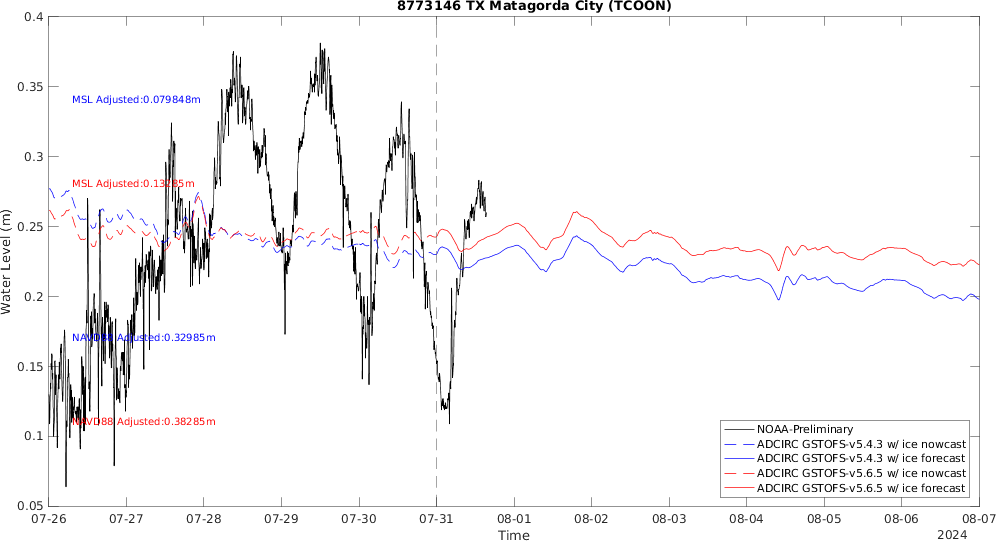 8773146 TX Matagorda City (TCOON)
0.4
0.35
0.3
0.25
0.2
0.15
0.1
0.05
Water Level (m)
MSL Adjusted:0.079848m
MSL Adjusted:0.13285m
NAVD88 Adjusted:0.32985m
NAVD88 Adjusted:0.38285m
NOAA-Preliminary
ADCIRC GSTOFS-v5.4.3 w/ ice nowcast
ADCIRC GSTOFS-v5.4.3 w/ ice forecast
ADCIRC GSTOFS-v5.6.5 w/ ice nowcast
ADCIRC GSTOFS-v5.6.5 w/ ice forecast
07-26 07-27 07-28 07-29 07-30 07-31 08-01 08-02 08-03 08-04 08-05 08-06 08-07
Time
2024